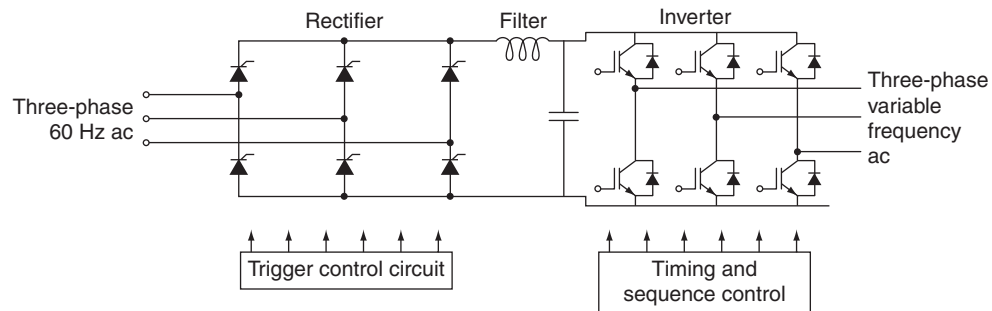 Rectifier
Filter
Inverter
Three-phase
60 Hz ac
Three-phase
variable
frequency
ac
Trigger control circuit
Timing and
sequence control